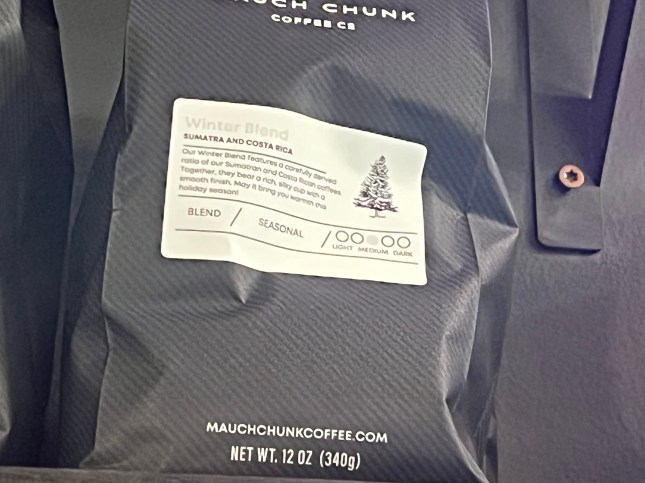 CHUNK
COFFEE CO
Winter Blend
SUMATRA AND COSTA RICA
Our Winter Blend features a carefully derived
ratio of our Sumatran and Costa Rican coffees.
Together, they bear a rich, silky cup with a
smooth finish. May it bring you warmth this
holiday season!
BLEND / SEASONAL /
LIGHT MEDIUM DARK
MAUCHCHUNKCOFFEE.COM
NET WT. 12 OZ (340g)